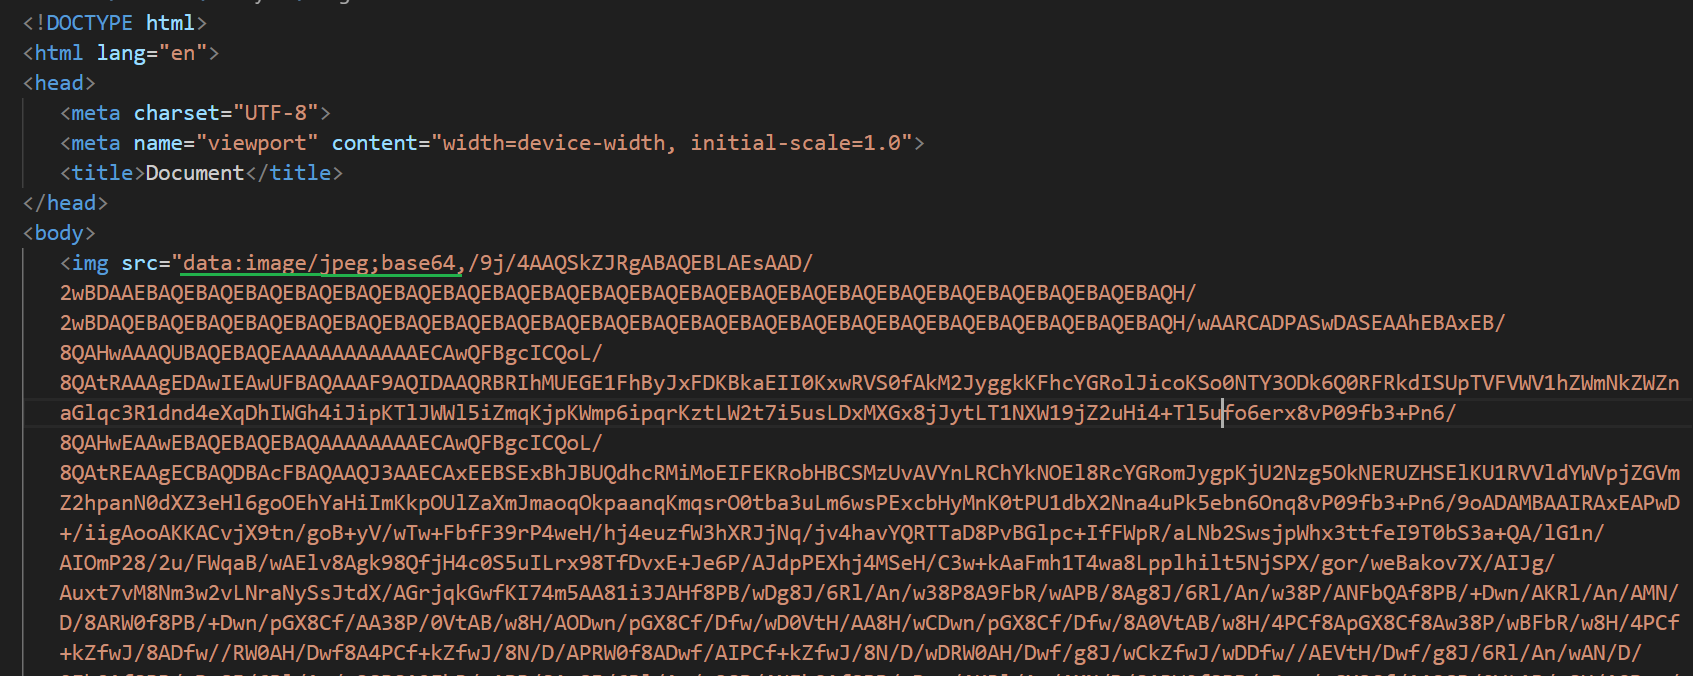 <!DOCTYPE html>
<html lang="en">
<head>
<meta charset="UTF-8">
<meta name="viewport" content="width=device-width, initial-scale=1.0">
<title>Document</title>
</head>
<body>
<img src="data:image/jpeg;base64,/9j/4AAQSkZJRgABAQEBLAEsAAD/
2wBDAAEBAQEBAQEBAQEBAQEBAQEBAQEBAQEBAQEBAQEBAQEBAQEBAQEBAQEBAQEBAQEBAQEBAQEBAQEBAQEBAQEBAQH/
2wBDAQEBAQEBAQEBAQEBAQEBAQEBAQEBAQEBAQEBAQEBAQEBAQEBAQEBAQEBAQEBAQEBAQEBAQEBAQEBAQEBAQEBAQH/wAARCADPASwDASEAAhEBAxEB/
8QAHwAAAQUBAQEBAQEAAAAAAAAAAAECAwQFBgcICQoL/
8QAtRAAAgEDAwIEAwUFBAQAAAF9AQIDAAQRBRIhMUEGE1FhByJxFDKBkaEII0KxwRVS0fAkM2JyggkKFhcYGRolJicoKSo0NTY3ODk6Q0RFRkdISUpTVFVWV1hZWmNkZWZn
aGlqc3R1dnd4eXqDhIWGh4iJipKTlJWWl5iZmqKjpKWmp6ipqrKztLW2t7i5usLDxMXGx8jJytLT1NXW19jZ2uHi4+Tl5ufo6erx8vP09fb3+Pn6/
8QAHwEAAwEBAQEBAQEBAQAAAAAAAAECAwQFBgcICQoL/
8QAtREAAgECBAQDBAcFBAQAAQJ3AAECAxEEBSExBhJBUQdhcRMiMoEIFEKRobHBCSMzUvAVYnLRChYkNOEl8RcYGRomJygpKjU2Nzg5OkNERUZHSElKU1RVVldYWVpjZGVm
Z2hpanN0dXZ3eHl6goOEhYaHiImKkpOUlZaXmJmaoqOkpaanqKmqsrO0tba3uLm6wsPExcbHyMnK0tPU1dbX2Nna4uPk5ebn6Onq8vP09fb3+Pn6/9oADAMBAAIRAxEAPwD
+/iigAooAKKACvjX9tn/goB+yV/wTw+FbfF39rP4weH/hj4euzfW3hXRJjNq/jv4havYQRTTaD8PvBGlpc+IfFWpR/aLNb2SwsjpWhx3ttfeI9T0bS3a+QA/lG1n/
AIOmP28/2u/FWqaB/wAElv8Agk98QfjH4c0S5uILrx98TfDvxE+Je6P/AJdpPEXhj4MSeH/C3w+kAaFmh1T4wa8Lpplhilt5NjSPX/gor/weBakov7X/AIJg/
Auxt7vM8Nm3w2vLNraNySsJtdX/AGrjqkGwfKI74m5AA81i3JAHf8PB/wDg8J/6Rl/An/w38P8A9FbR/wAPB/8Ag8J/6Rl/An/w38P/ANFbQAf8PB/+Dwn/AKRl/An/AMN/
D/8ARW0f8PB/+Dwn/pGX8Cf/AA38P/0VtAB/w8H/AODwn/pGX8Cf/Dfw/wD0VtH/AA8H/wCDwn/pGX8Cf/Dfw/8A0VtAB/w8H/4PCf8ApGX8Cf8Aw38P/wBFbR/w8H/4PCf
+kZfwJ/8ADfw//RW0AH/Dwf8A4PCf+kZfwJ/8N/D/APRW0f8ADwf/AIPCf+kZfwJ/8N/D/wDRW0AH/Dwf/g8J/wCkZfwJ/wDDfw//AEVtH/Dwf/g8J/6Rl/An/wAN/D/